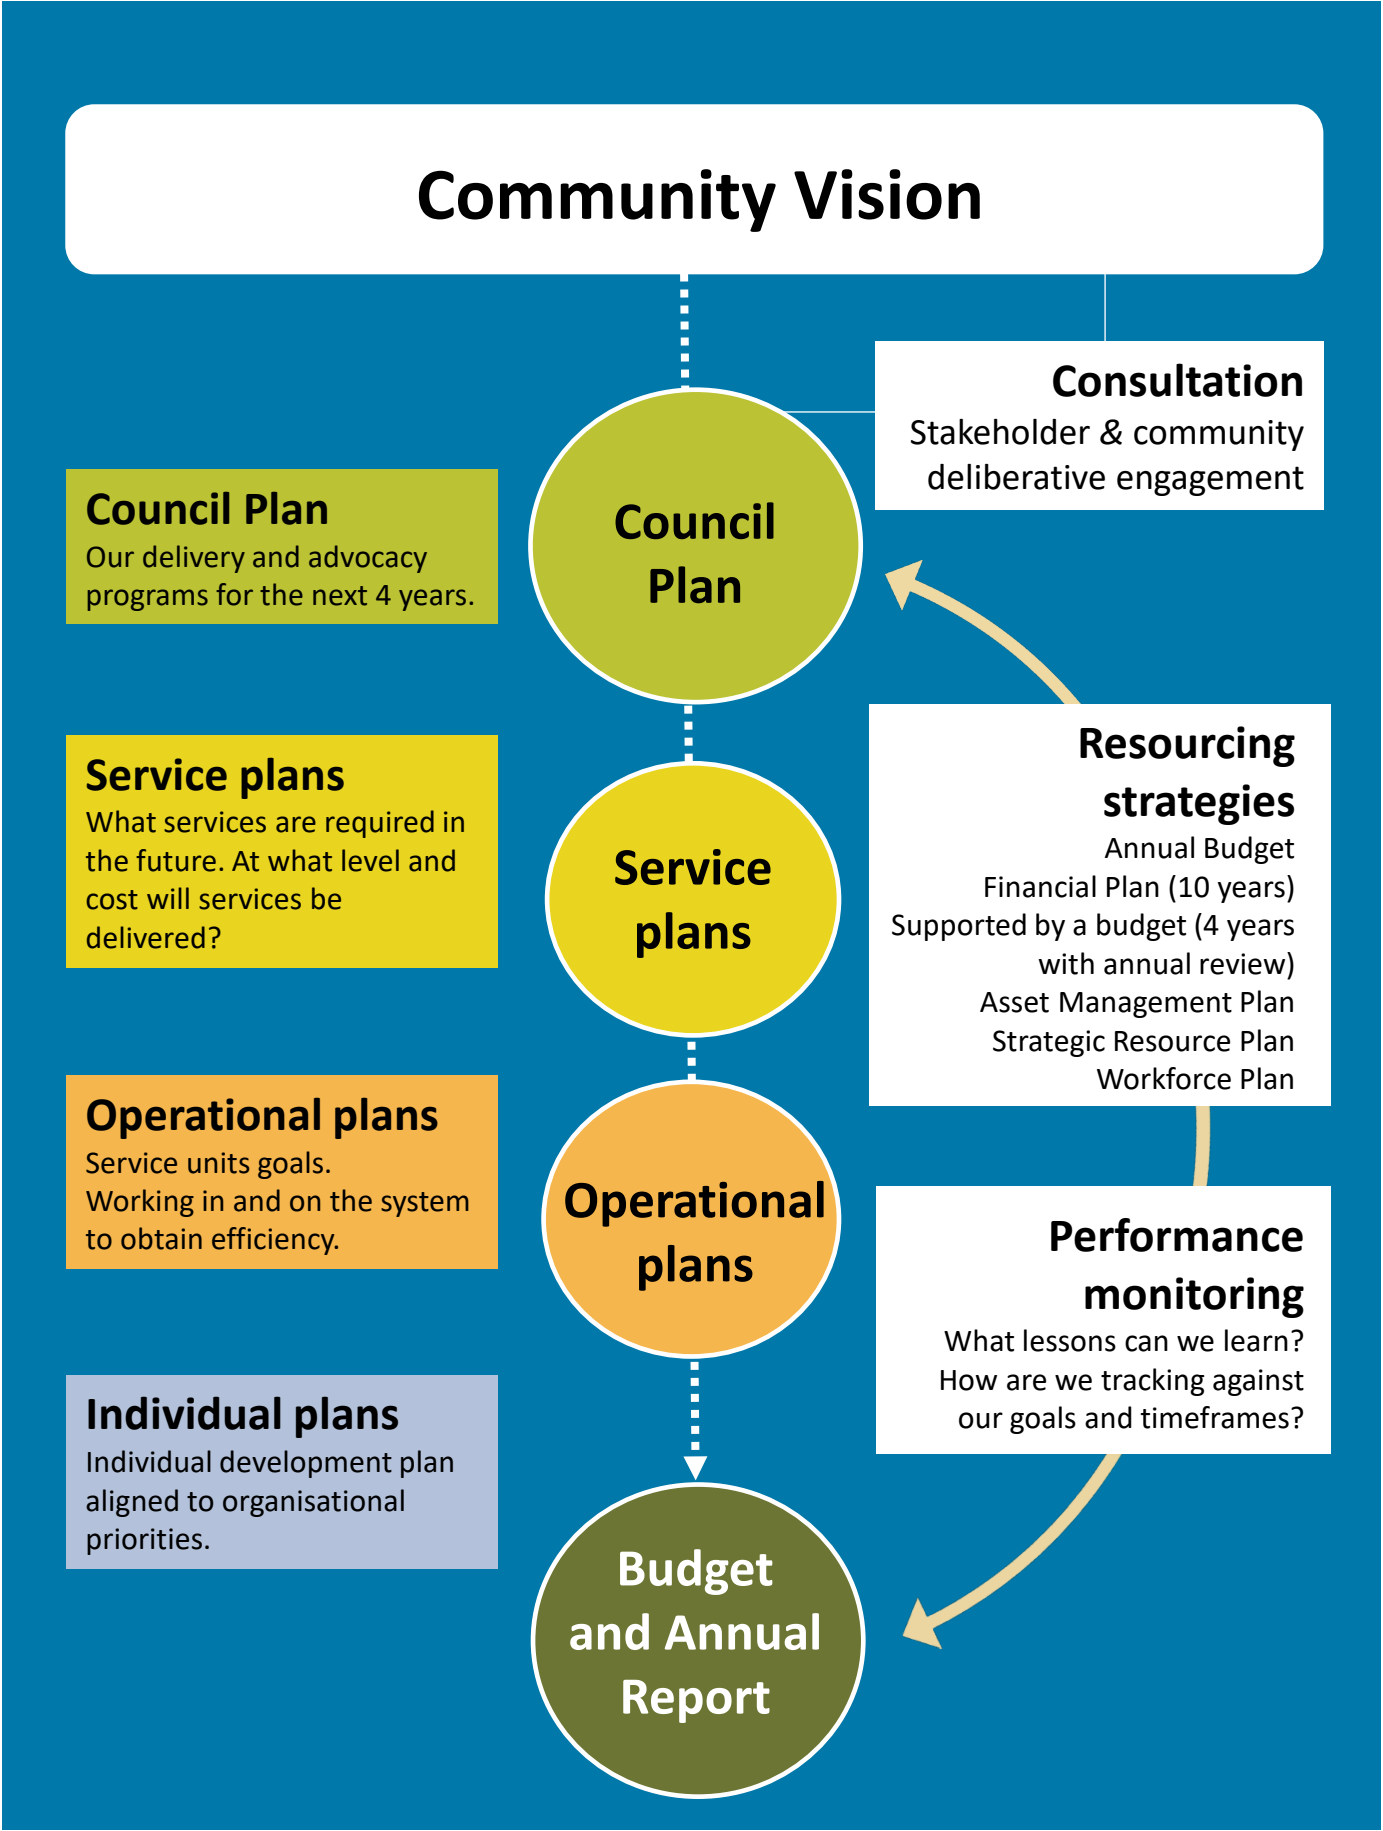 Community Vision
Consultation
Stakeholder & community
deliberative engagement
Council Plan
Our delivery and advocacy
programs for the next 4 years.
Council
Plan
Service plans
What services are required in
the future. At what level and
cost will services be
delivered?
Service
plans
Resourcing
strategies
Annual Budget
Financial Plan (10 years)
Supported by a budget (4 years
with annual review)
Asset Management Plan
Strategic Resource Plan
Workforce Plan
Operational plans
Service units goals.
Working in and on the system
to obtain efficiency.
Operational
plans
Performance
monitoring
What lessons can we learn?
How are we tracking against
our goals and timeframes?
Individual plans
Individual development plan
aligned to organisational
priorities.
Budget
and Annual
Report